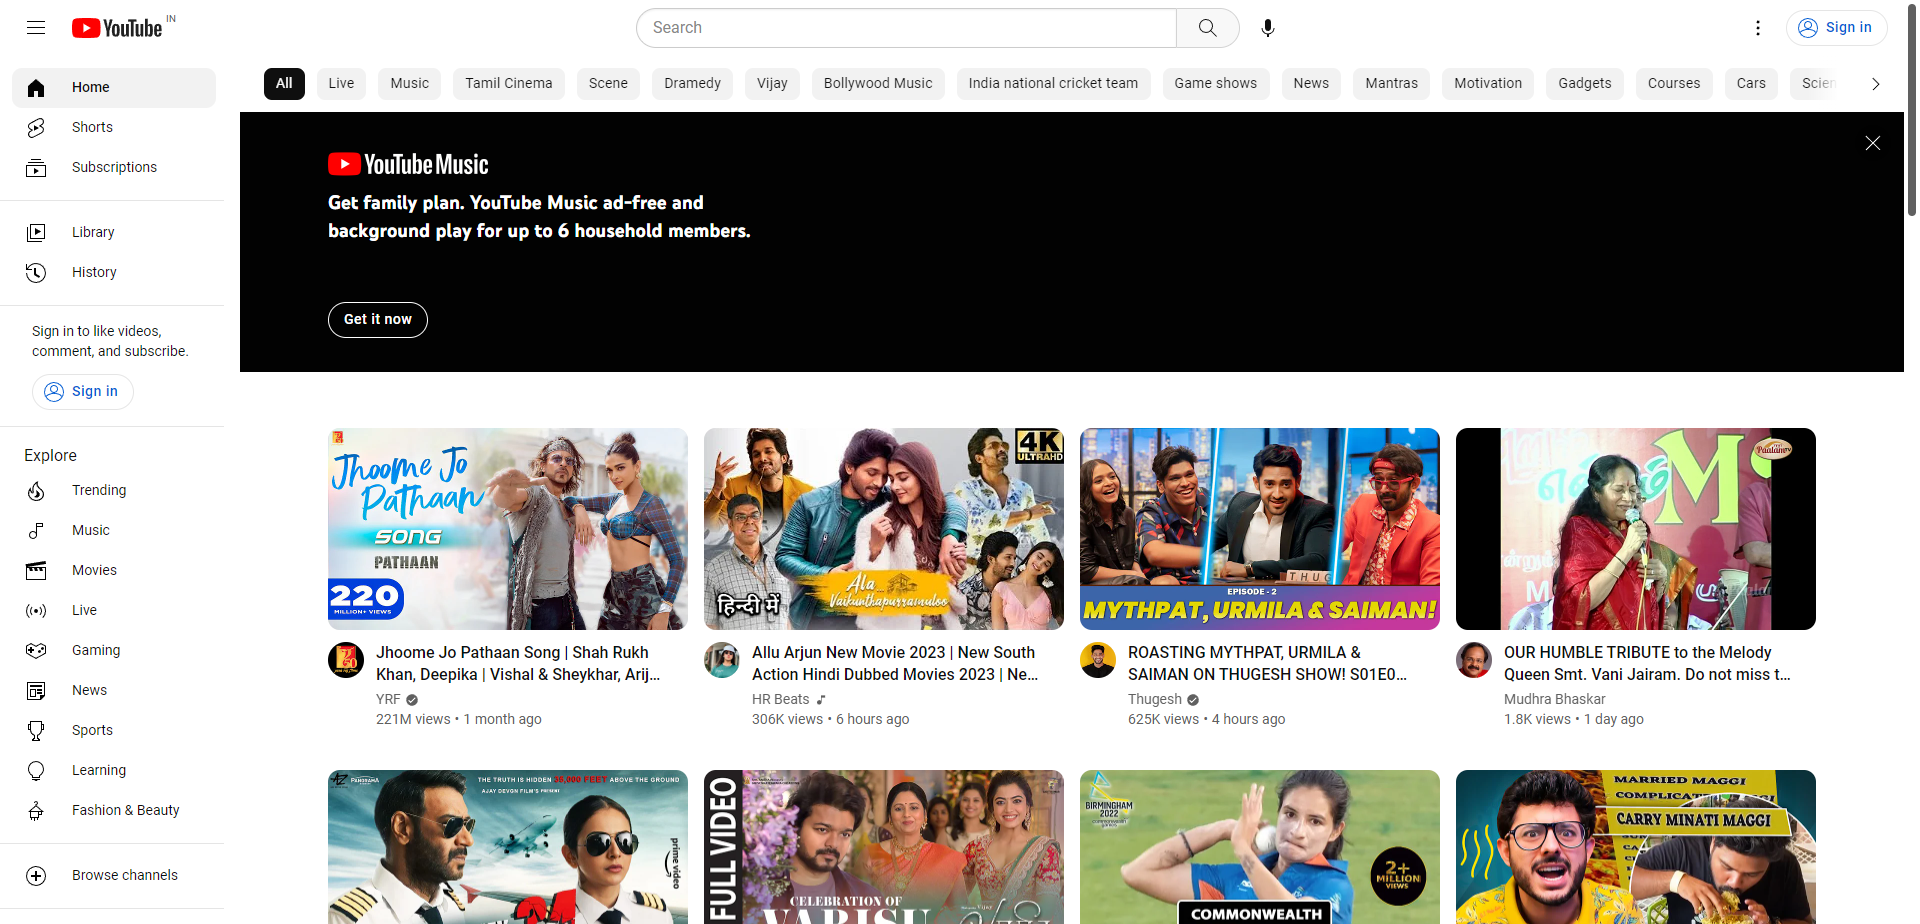 YouTube IN
Search
Sign in
Home
Shorts
Subscriptions
Library
History
Sign in to like videos,
comment, and subscribe.
Sign in
Explore
Trending
Music
Movies
Live
Gaming
News
Sports
Learning
Fashion & Beauty
Browse channels
All Live Music Tamil Cinema Scene Dramedy Vijay Bollywood Music India national cricket team Game shows News Mantras Motivation Gadgets Courses Cars Scien
YouTube Music
Get family plan. YouTube Music ad-free and
background play for up to 6 household members.
Get it now
Jhoome Jo
Pathaan
SONG
PATHAAN
220
MILLION+ VIEWS
Jhoome Jo Pathaan Song | Shah Rukh
Khan, Deepika | Vishal & Sheykhar, Arij...
YRF
221M views • 1 month ago
4K
ULTRAHD
हिन्दी में
Ala
Vaikunthapurramuloo
Allu Arjun New Movie 2023 | New South
Action Hindi Dubbed Movies 2023 | Ne...
HR Beats
306K views • 6 hours ago
THUG
EPISODE - 2
MYTHPAT, URMILA & SAIMAN!
ROASTING MYTHPAT, URMILA &
SAIMAN ON THUGESH SHOW! S01E0...
Thugesh
625K views • 4 hours ago
OUR HUMBLE TRIBUTE to the Melody
Queen Smt. Vani Jairam. Do not miss t...
Mudhra Bhaskar
1.8K views • 1 day ago
PANORAMA
THE TRUTH IS HIDDEN 35,000 FEET ABOVE THE GROUND
AJAY DEVGN FILM'S PRESENT
prime video
FULL VIDEO
CELEBRATION OF
VARISU
BIRMINGHAM
2022
2+
MILLION
VIEWS
COMMONWEALTH
MARRIED MAGGI
COMPLICATED MAGGI
CARRY MINATI MAGGI